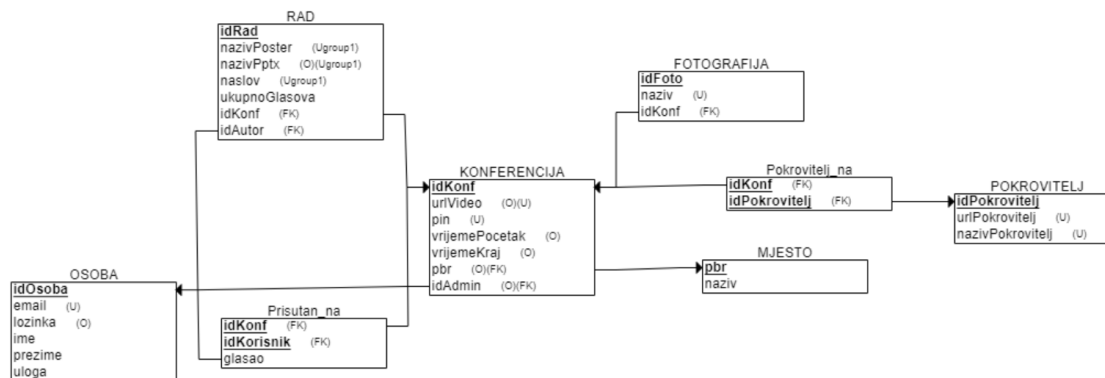 RAD
idRad
nazivPoster (Ugroup1)
nazivPptx (O)(Ugroup1)
naslov (Ugroup1)
ukupnoGlasova
idKonf (FK)
idAutor (FK)
FOTOGRAFIJA
idFoto
naziv (U)
idKonf (FK)
KONFERENCIJA
idKonf
urlVideo (O)(U)
pin (U)
vrijemePocetak (O)
vrijemeKraj (O)
pbr (O)(FK)
idAdmin (O)(FK)
Pokrovitelj_na
idKonf (FK)
idPokrovitelj (FK)
POKROVITELJ
idPokrovitelj
urlPokrovitelj (U)
nazivPokrovitelj (U)
MJESTO
pbr
naziv
OSOBA
idOsoba
email (U)
lozinka (O)
ime
prezime
uloga
Prisutan_na
idKonf (FK)
idKorisnik (FK)
glasao